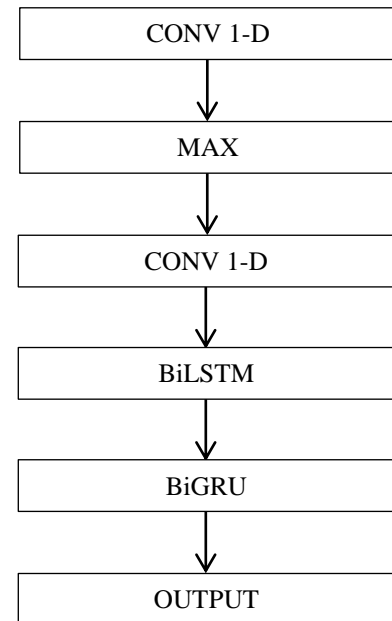 CONV 1-D
MAX
CONV 1-D
BiLSTM
BiGRU
OUTPUT